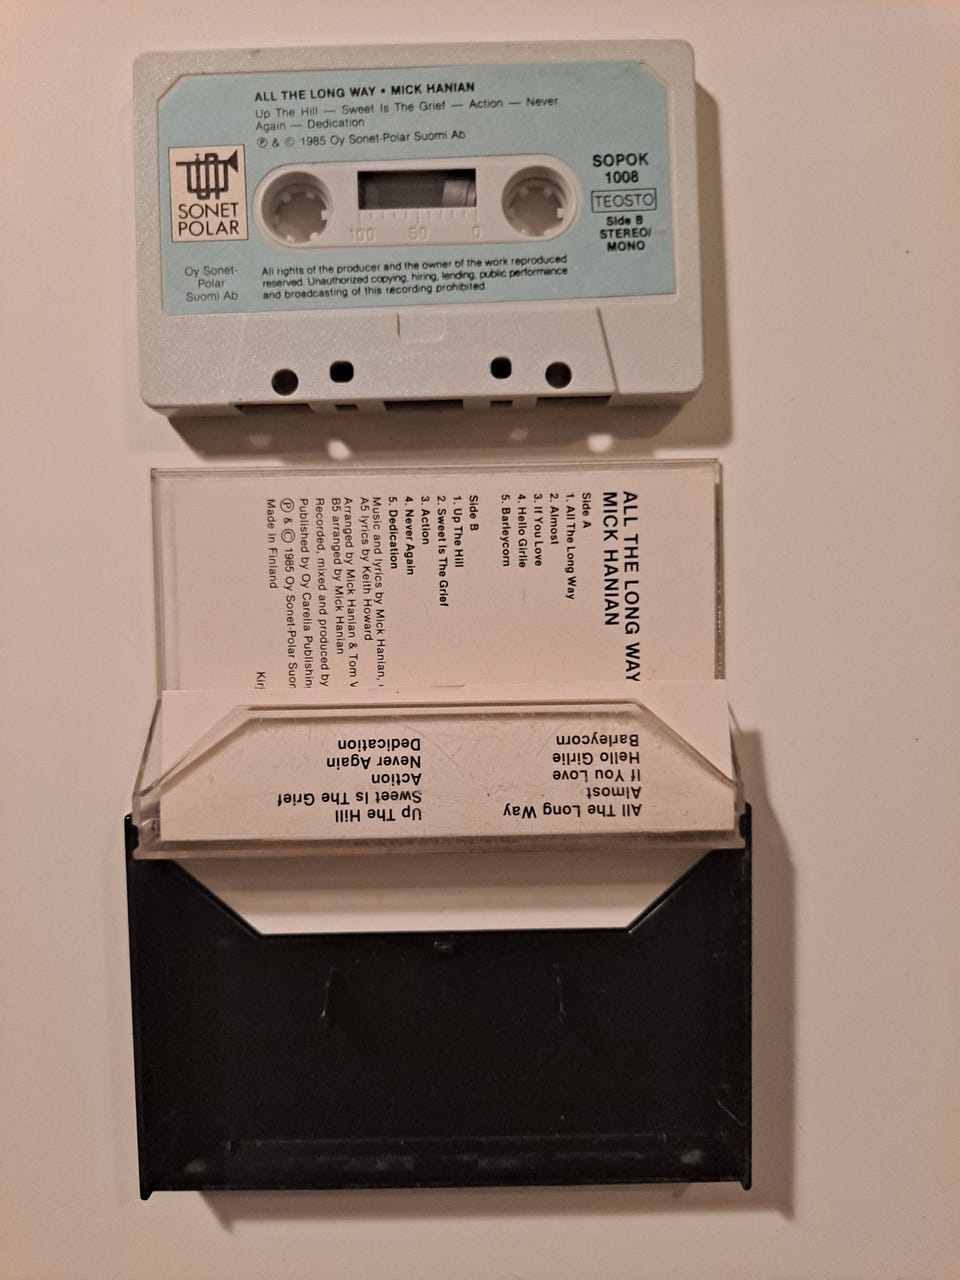 ALL THE LONG WAY • MICK HANIAN
Up The Hill — Sweet Is The Grief — Action — Never
Again — Dedication
Ⓟ & © 1985 Oy Sonet-Polar Suomi Ab
SONET
POLAR
Oy Sonet-
Polar
Suomi Ab
SOPOK
1008
TEOSTO
Side B
STEREO/
MONO
100 50 0
All rights of the producer and the owner of the work reproduced
reserved. Unauthorized copying, hiring, lending, public performance
and broadcasting of this recording prohibited.
ALL THE LONG WAY
MICK HANIAN
Side A
1. All The Long Way
2. Almost
3. If You Love
4. Hello Girlie
5. Barleycorn
Side B
1. Up The Hill
2. Sweet Is The Grief
3. Action
4. Never Again
5. Dedication
Music and lyrics by Mick Hanian,
A5 lyrics by Keith Howard
Arranged by Mick Hanian & Tom V
B5 arranged by Mick Hanian
Recorded, mixed and produced by
Published by Oy Carelia Publishin
Ⓟ & © 1985 Oy Sonet-Polar Suor
Made in Finland
Kirj
All The Long Way
Almost
If You Love
Hello Girlie
Barleycorn
Up The Hill
Sweet Is The Grief
Action
Never Again
Dedication